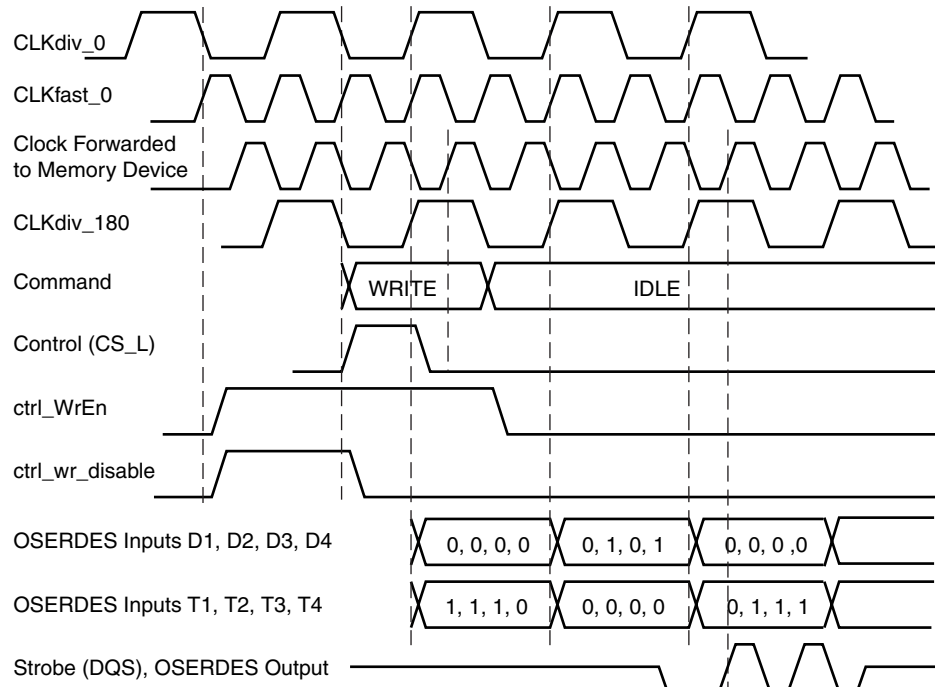 CLKdiv_0
CLKfast_0
Clock Forwarded
to Memory Device
CLKdiv_180
Command
WRITE
IDLE
Control (CS_L)
ctrl_WrEn
ctrl_wr_disable
OSERDES Inputs D1, D2, D3, D4
0, 0, 0, 0
0, 1, 0, 1
0, 0, 0 ,0
OSERDES Inputs T1, T2, T3, T4
1, 1, 1, 0
0, 0, 0, 0
0, 1, 1, 1
Strobe (DQS), OSERDES Output